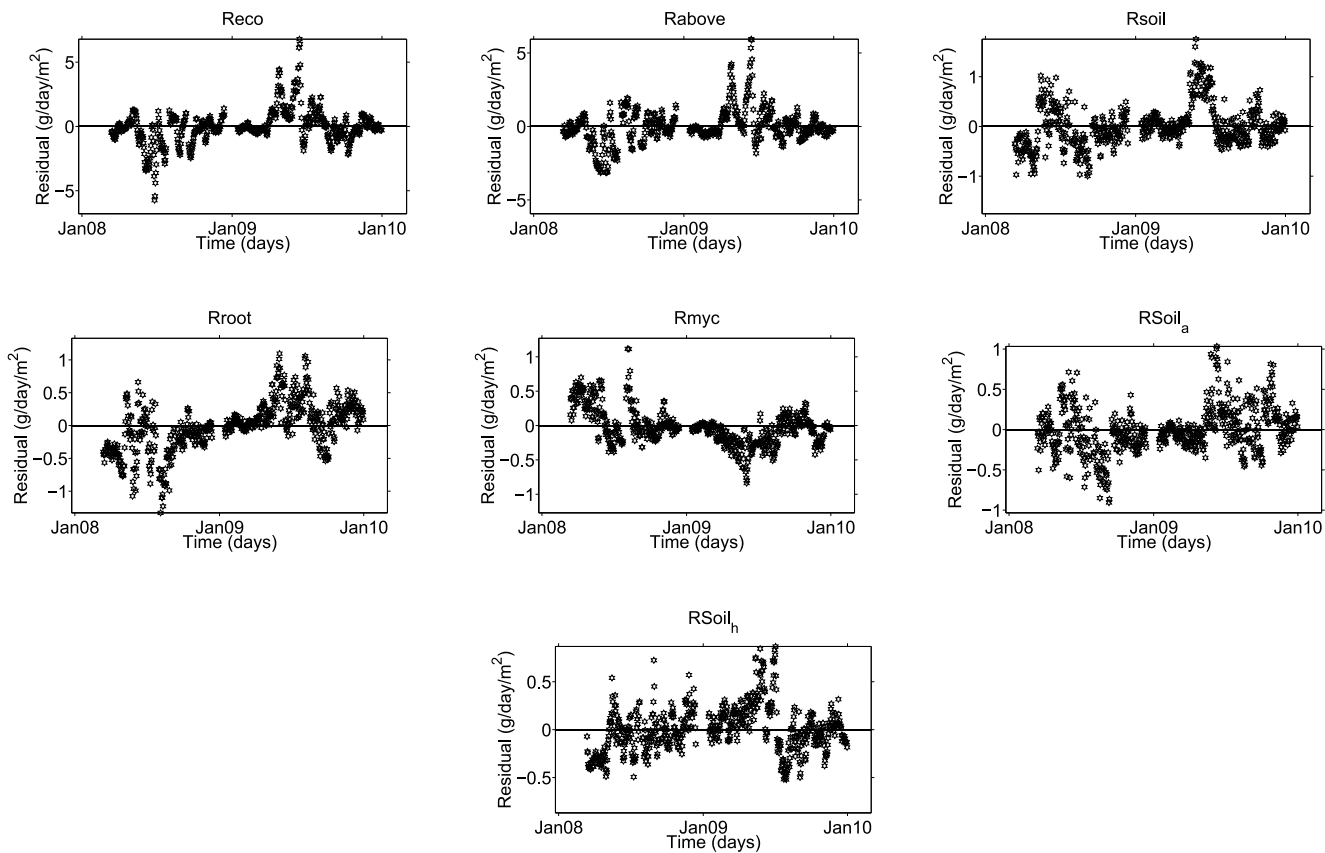 Reco
Residual (g/day/m²)
5
0
−5
Jan08
Jan09
Jan10
Time (days)
Rabove
Residual (g/day/m²)
5
0
−5
Jan08
Jan09
Jan10
Time (days)
Rsoil
Residual (g/day/m²)
1
0
−1
Jan08
Jan09
Jan10
Time (days)
Rroot
Residual (g/day/m²)
1
0.5
0
−0.5
−1
Jan08
Jan09
Jan10
Time (days)
Rmyc
Residual (g/day/m²)
1
0.5
0
−0.5
−1
Jan08
Jan09
Jan10
Time (days)
RSoil_a
Residual (g/day/m²)
1
0.5
0
−0.5
−1
Jan08
Jan09
Jan10
Time (days)
RSoil_h
Residual (g/day/m²)
0.5
0
−0.5
Jan08
Jan09
Jan10
Time (days)